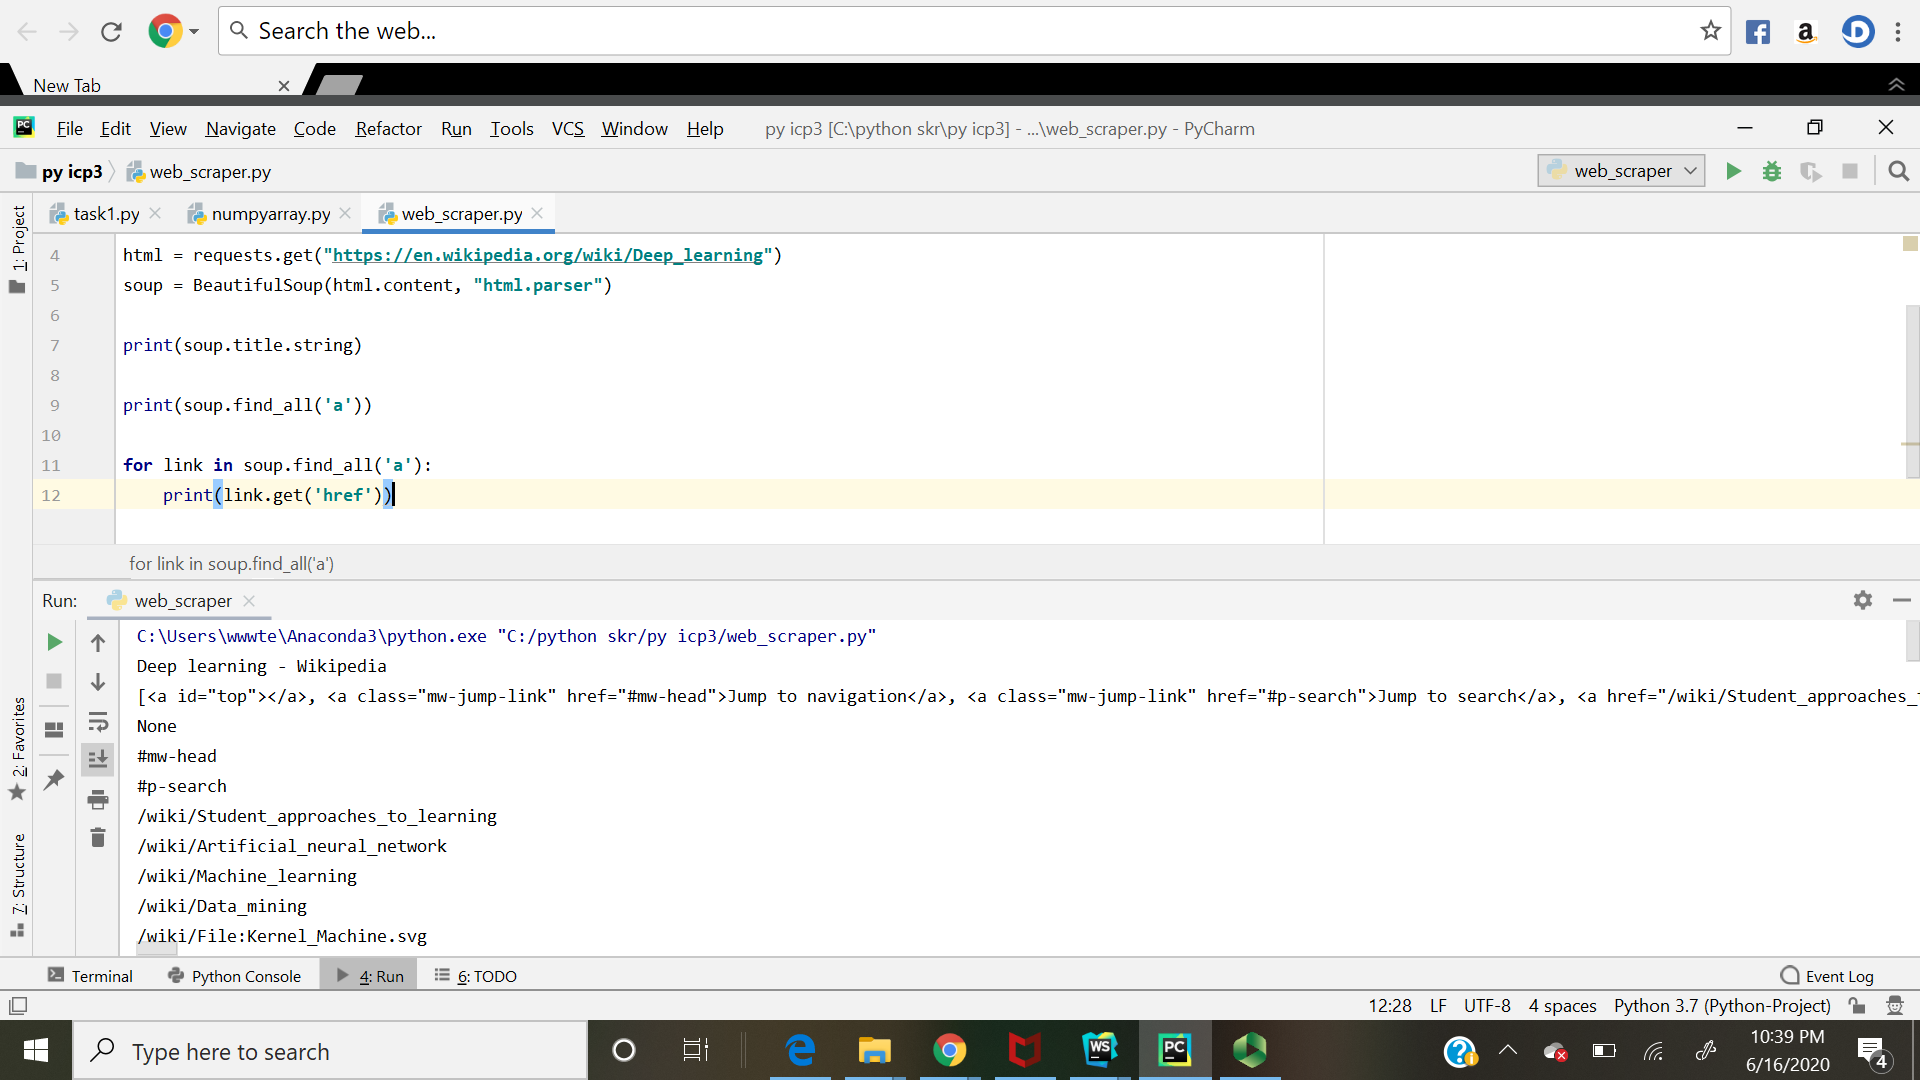 Search the web...
New Tab
File Edit View Navigate Code Refactor Run Tools VCS Window Help py icp3 [C:\python skr\py icp3] - ...\web_scraper.py - PyCharm
py icp3 web_scraper.py web_scraper
task1.py numpyarray.py web_scraper.py
1: Project
4 html = requests.get("https://en.wikipedia.org/wiki/Deep_learning")
5 soup = BeautifulSoup(html.content, "html.parser")
6
7 print(soup.title.string)
8
9 print(soup.find_all('a'))
10
11 for link in soup.find_all('a'):
12     print(link.get('href'))
for link in soup.find_all('a')
Run: web_scraper
C:\Users\wwwte\Anaconda3\python.exe "C:/python skr/py icp3/web_scraper.py"
Deep learning - Wikipedia
[<a id="top"></a>, <a class="mw-jump-link" href="#mw-head">Jump to navigation</a>, <a class="mw-jump-link" href="#p-search">Jump to search</a>, <a href="/wiki/Student_approaches_
None
#mw-head
#p-search
/wiki/Student_approaches_to_learning
/wiki/Artificial_neural_network
/wiki/Machine_learning
/wiki/Data_mining
/wiki/File:Kernel_Machine.svg
2: Favorites
7: Structure
Terminal Python Console 4: Run 6: TODO Event Log
12:28 LF UTF-8 4 spaces Python 3.7 (Python-Project)
Type here to search
WS
PC
10:39 PM
6/16/2020
4